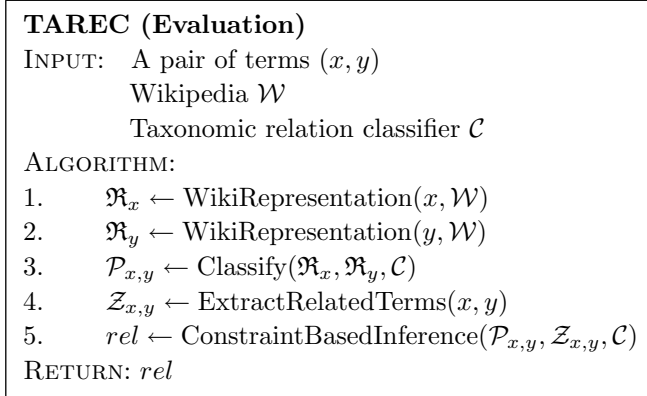 TAREC (Evaluation)
INPUT: A pair of terms (x, y)
Wikipedia 𝒲
Taxonomic relation classifier 𝒞
ALGORITHM:
1. ℜ_x ← WikiRepresentation(x, 𝒲)
2. ℜ_y ← WikiRepresentation(y, 𝒲)
3. 𝒫_{x,y} ← Classify(ℜ_x, ℜ_y, 𝒞)
4. 𝒵_{x,y} ← ExtractRelatedTerms(x, y)
5. rel ← ConstraintBasedInference(𝒫_{x,y}, 𝒵_{x,y}, 𝒞)
RETURN: rel